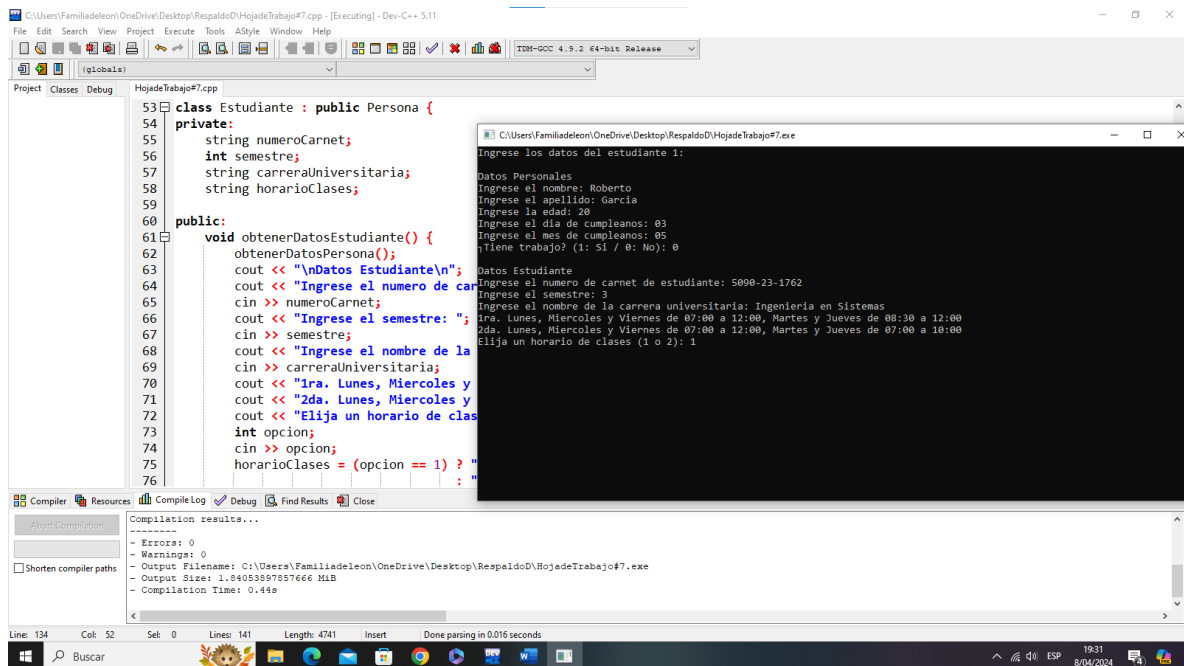 C:\Users\Familiadeleon\OneDrive\Desktop\RespaldoD\HojadeTrabajo#7.cpp - [Executing] - Dev-C++ 5.11
File Edit Search View Project Execute Tools AStyle Window Help
TDM-GCC 4.9.2 64-bit Release
(globals)
Project Classes Debug
HojadeTrabajo#7.cpp
53 class Estudiante : public Persona {
54 private:
55 string numeroCarnet;
56 int semestre;
57 string carreraUniversitaria;
58 string horarioClases;
59
60 public:
61 void obtenerDatosEstudiante() {
62 obtenerDatosPersona();
63 cout << "\nDatos Estudiante\n";
64 cout << "Ingrese el numero de car
65 cin >> numeroCarnet;
66 cout << "Ingrese el semestre: ";
67 cin >> semestre;
68 cout << "Ingrese el nombre de la
69 cin >> carreraUniversitaria;
70 cout << "1ra. Lunes, Miercoles y
71 cout << "2da. Lunes, Miercoles y
72 cout << "Elija un horario de clas
73 int opcion;
74 cin >> opcion;
75 horarioClases = (opcion == 1) ? "
76 : "
C:\Users\Familiadeleon\OneDrive\Desktop\RespaldoD\HojadeTrabajo#7.exe
Ingrese los datos del estudiante 1:
Datos Personales
Ingrese el nombre: Roberto
Ingrese el apellido: Garcia
Ingrese la edad: 20
Ingrese el dia de cumpleanos: 03
Ingrese el mes de cumpleanos: 05
┐Tiene trabajo? (1: Si / 0: No): 0
Datos Estudiante
Ingrese el numero de carnet de estudiante: 5090-23-1762
Ingrese el semestre: 3
Ingrese el nombre de la carrera universitaria: Ingenieria en Sistemas
1ra. Lunes, Miercoles y Viernes de 07:00 a 12:00, Martes y Jueves de 08:30 a 12:00
2da. Lunes, Miercoles y Viernes de 07:00 a 12:00, Martes y Jueves de 07:00 a 10:00
Elija un horario de clases (1 o 2): 1
Compiler Resources Compile Log Debug Find Results Close
Abort Compilation
Shorten compiler paths
Compilation results...
--------
- Errors: 0
- Warnings: 0
- Output Filename: C:\Users\Familiadeleon\OneDrive\Desktop\RespaldoD\HojadeTrabajo#7.exe
- Output Size: 1.84053897857666 MiB
- Compilation Time: 0.44s
Line: 134 Col: 52 Sel: 0 Lines: 141 Length: 4741 Insert Done parsing in 0.016 seconds
Buscar
DEV
ESP
19:31
8/04/2024